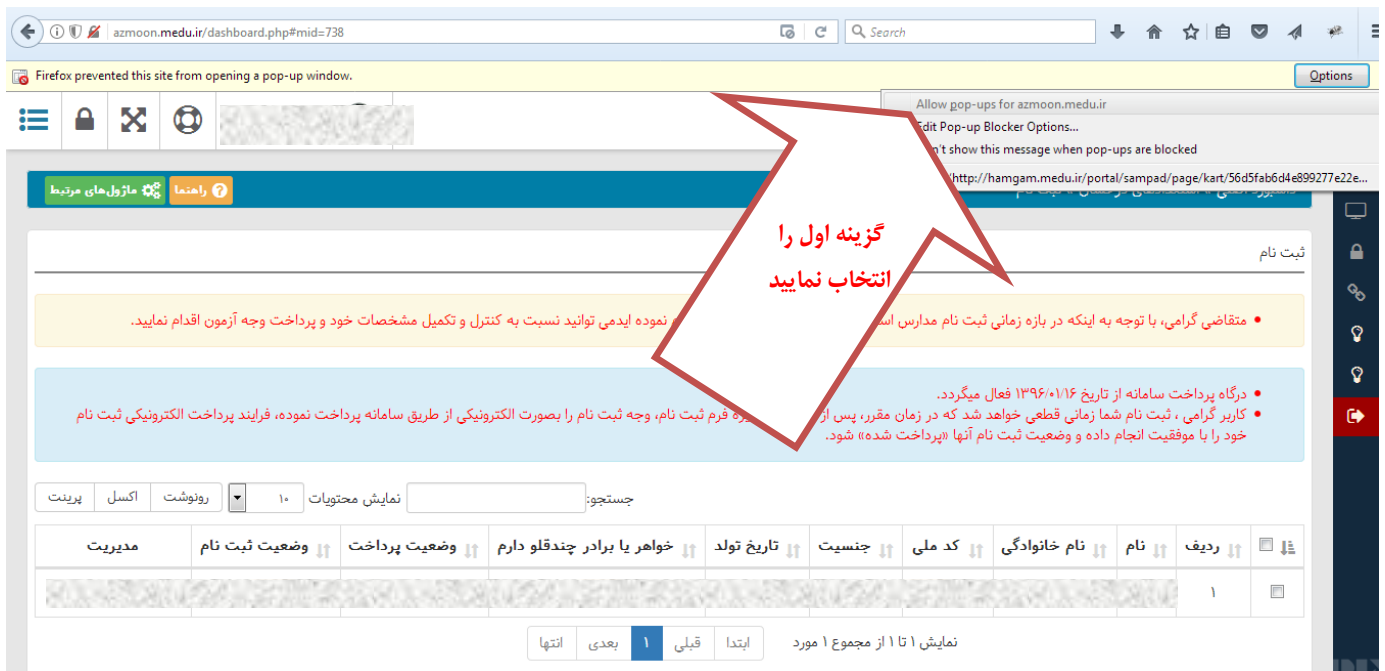 azmoon.medu.ir/dashboard.php#mid=738
Search
Firefox prevented this site from opening a pop-up window.
Options
Allow pop-ups for azmoon.medu.ir
Edit Pop-up Blocker Options...
't show this message when pop-ups are blocked
http://hamgam.medu.ir/portal/sampad/page/kart/56d5fab6d4e899277e22e...
راهنما
ماژول‌های مرتبط
گزینه اول را
انتخاب نمایید
ثبت نام
متقاضی گرامی، با توجه به اینکه در بازه زمانی ثبت نام مدارس نموده ایدمی توانید نسبت به کنترل و تکمیل مشخصات خود و پرداخت وجه آزمون اقدام نمایید.
درگاه پرداخت سامانه از تاریخ ۱۳۹۶/۰۱/۱۶ فعال میگردد.
کاربر گرامی ، ثبت نام شما زمانی قطعی خواهد شد که در زمان مقرر، پس از فرم ثبت نام، وجه ثبت نام را بصورت الکترونیکی از طریق سامانه پرداخت نموده، فرایند پرداخت الکترونیکی ثبت نام
خود را با موفقیت انجام داده و وضعیت ثبت نام آنها «پرداخت شده» شود.
جستجو: نمایش محتویات ۱۰ رونوشت اکسل پرینت
ردیف نام نام خانوادگی کد ملی جنسیت تاریخ تولد خواهر یا برادر چندقلو دارم وضعیت پرداخت وضعیت ثبت نام مدیریت
۱
نمایش ۱ تا ۱ از مجموع ۱ مورد ابتدا قبلی ۱ بعدی انتها